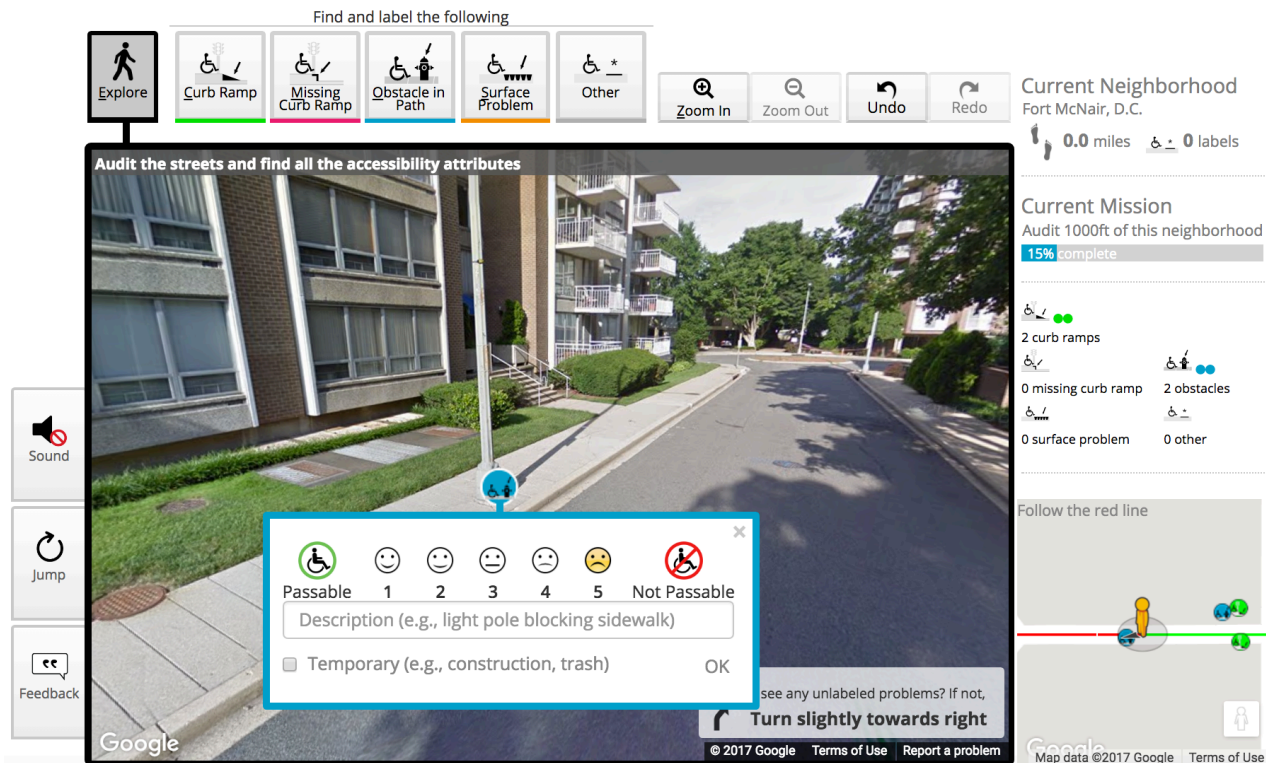 Find and label the following
Explore
Curb Ramp
Missing
Curb Ramp
Obstacle in
Path
Surface
Problem
Other
Zoom In
Zoom Out
Undo
Redo
Current Neighborhood
Fort McNair, D.C.
0.0 miles
0 labels
Audit the streets and find all the accessibility attributes
Current Mission
Audit 1000ft of this neighborhood
15% complete
2 curb ramps
0 missing curb ramp
2 obstacles
0 surface problem
0 other
Sound
Jump
Feedback
Passable
1
2
3
4
5
Not Passable
Description (e.g., light pole blocking sidewalk)
Temporary (e.g., construction, trash)
OK
×
see any unlabeled problems? If not,
Turn slightly towards right
Google
© 2017 Google
Terms of Use
Report a problem
Follow the red line
Google
Map data ©2017 Google
Terms of Use